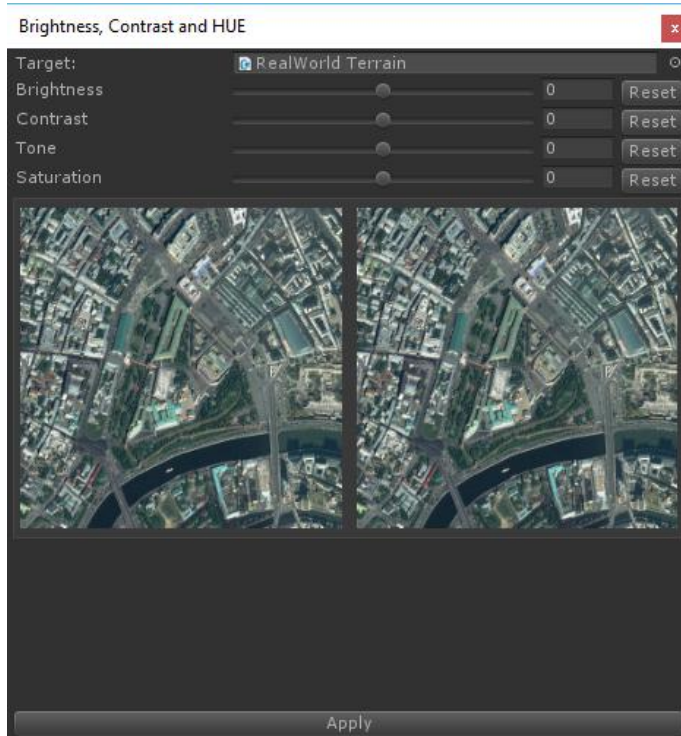 Brightness, Contrast and HUE x
Target: RealWorld Terrain
Brightness 0 Reset
Contrast 0 Reset
Tone 0 Reset
Saturation 0 Reset
Apply